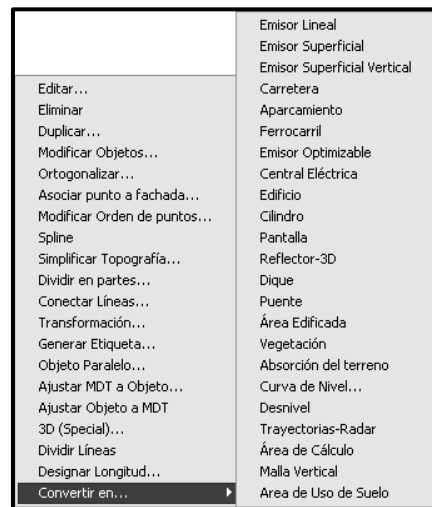 Editar...
Eliminar
Duplicar...
Modificar Objetos...
Ortogonalizar...
Asociar punto a fachada...
Modificar Orden de puntos...
Spline
Simplificar Topografía...
Dividir en partes...
Conectar Líneas...
Transformación...
Generar Etiqueta...
Objeto Paralelo...
Ajustar MDT a Objeto...
Ajustar Objeto a MDT
3D (Special)...
Dividir Líneas
Designar Longitud...
Convertir en...
Emisor Lineal
Emisor Superficial
Emisor Superficial Vertical
Carretera
Aparcamiento
Ferrocarril
Emisor Optimizable
Central Eléctrica
Edificio
Cilindro
Pantalla
Reflector-3D
Dique
Puente
Área Edificada
Vegetación
Absorción del terreno
Curva de Nivel...
Desnivel
Trayectorias-Radar
Área de Cálculo
Malla Vertical
Area de Uso de Suelo